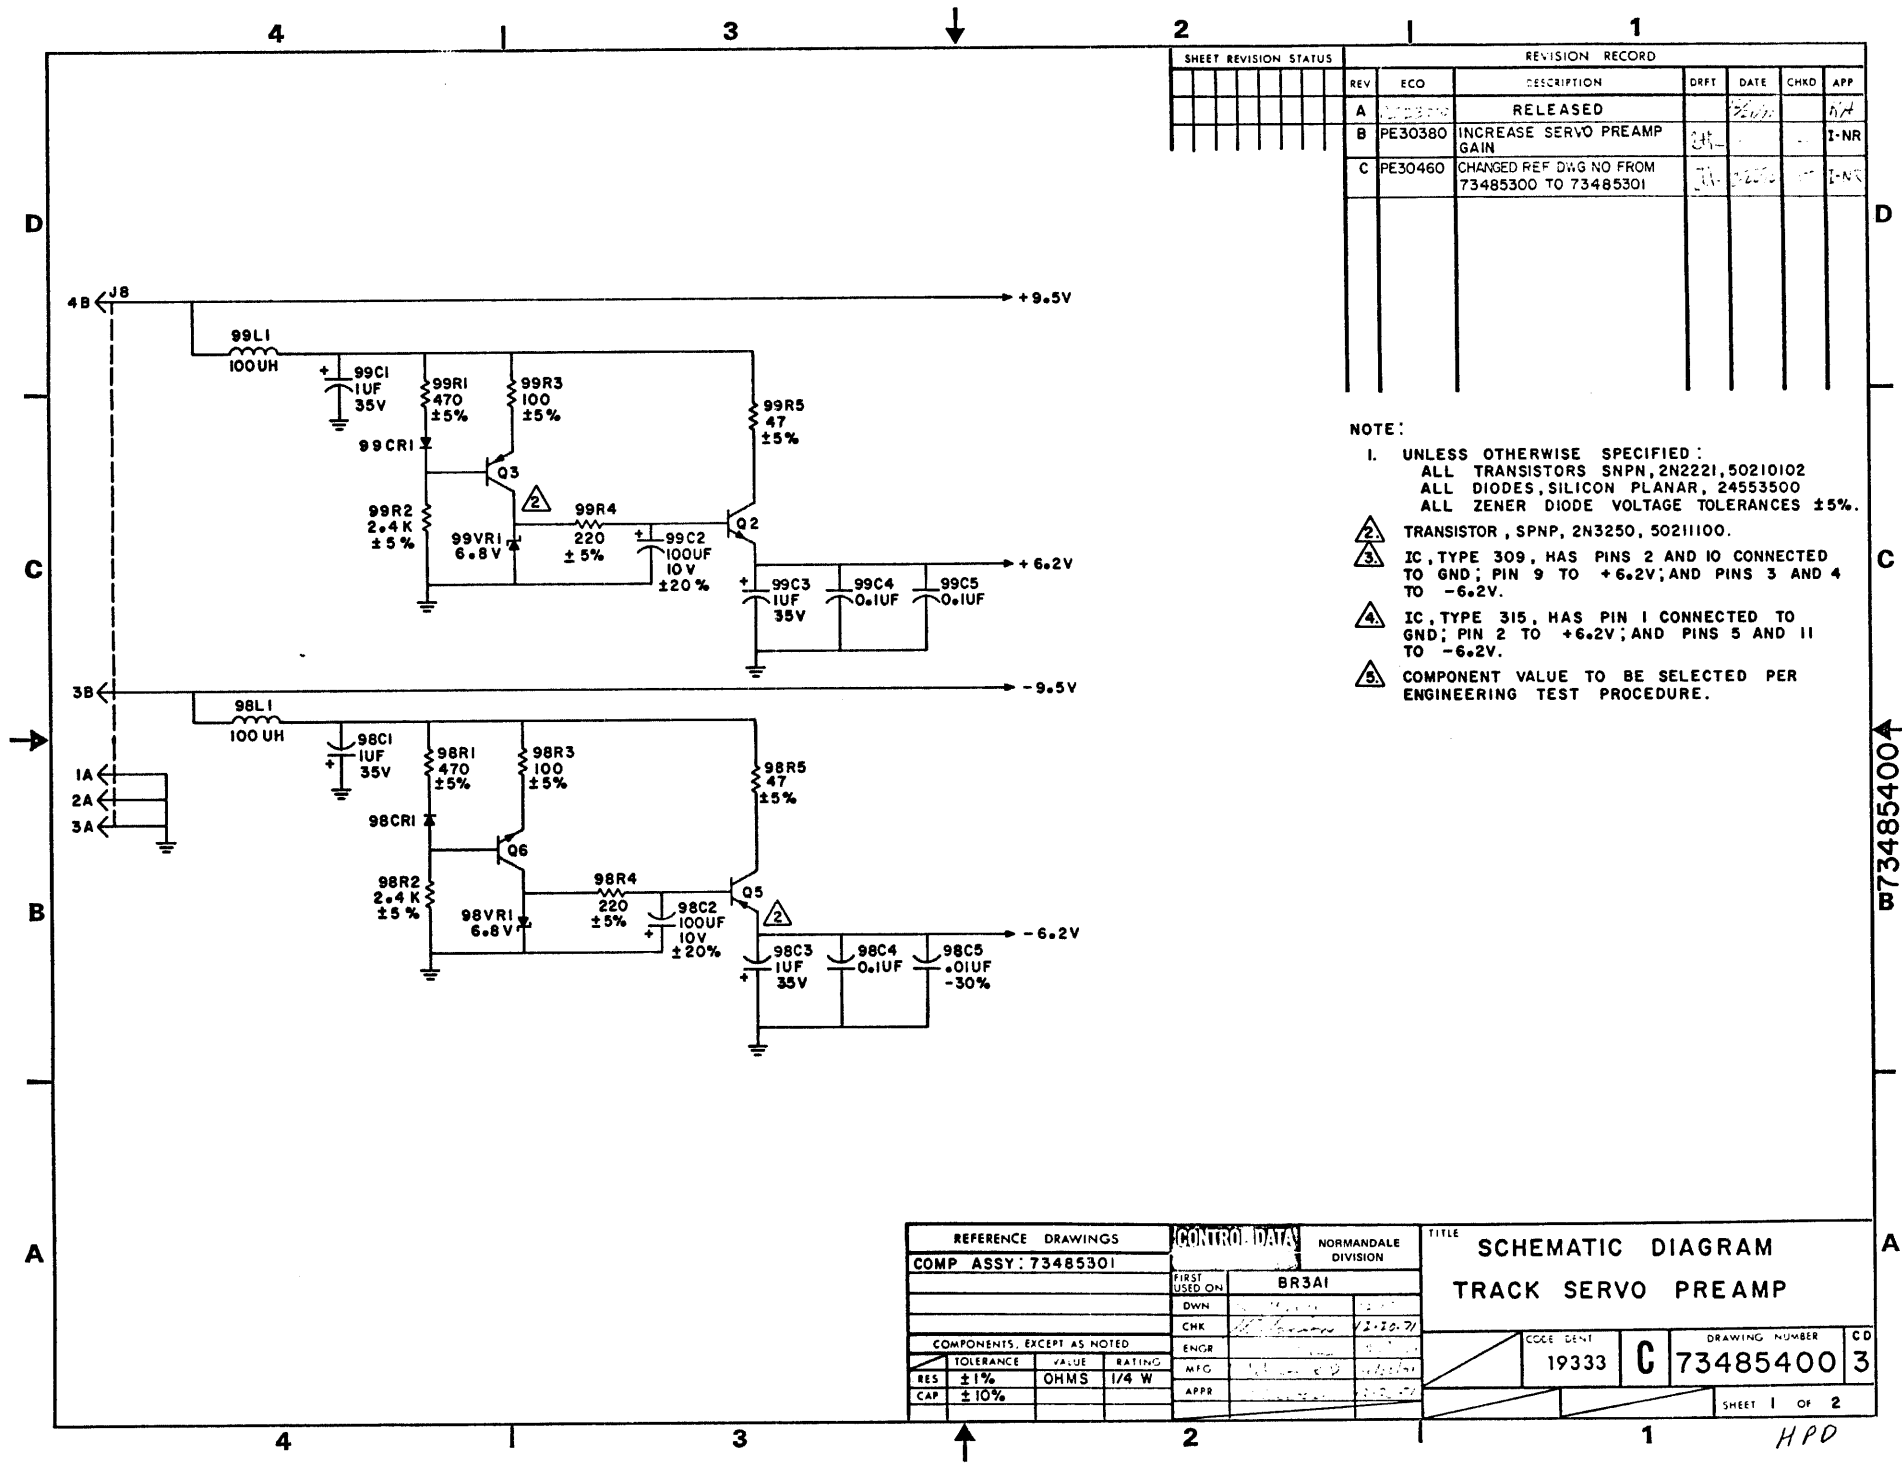 4 3 2 1
SHEET REVISION STATUS
REVISION RECORD
REV ECO DESCRIPTION DRFT DATE CHKD APP
A RELEASED
B PE30380 INCREASE SERVO PREAMP GAIN I-NR
C PE30460 CHANGED REF DWG NO FROM 73485300 TO 73485301 I-NR
D
D
4B J8
+9.5V
99L1
100UH
99C1
1UF
35V
99R1
470
±5%
99R3
100
±5%
99R5
47
±5%
99CR1
Q3
2
99R2
2.4K
±5%
99VR1
6.8V
99R4
220
±5%
99C2
100UF
10V
±20%
Q2
+6.2V
99C3
1UF
35V
99C4
0.1UF
99C5
0.1UF
C
C
NOTE:
1. UNLESS OTHERWISE SPECIFIED:
ALL TRANSISTORS SNPN, 2N2221, 50210102
ALL DIODES, SILICON PLANAR, 24553500
ALL ZENER DIODE VOLTAGE TOLERANCES ±5%.
2. TRANSISTOR, SPNP, 2N3250, 50211100.
3. IC, TYPE 309, HAS PINS 2 AND 10 CONNECTED
TO GND; PIN 9 TO +6.2V; AND PINS 3 AND 4
TO -6.2V.
4. IC, TYPE 315, HAS PIN 1 CONNECTED TO
GND; PIN 2 TO +6.2V; AND PINS 5 AND 11
TO -6.2V.
5. COMPONENT VALUE TO BE SELECTED PER
ENGINEERING TEST PROCEDURE.
3B
-9.5V
98L1
100 UH
98C1
1UF
35V
98R1
470
±5%
98R3
100
±5%
98R5
47
±5%
1A
2A
3A
98CR1
Q6
98R2
2.4K
±5%
98VR1
6.8V
98R4
220
±5%
98C2
100UF
10V
±20%
Q5
2
-6.2V
98C3
1UF
35V
98C4
0.1UF
98C5
.01UF
-30%
B
B
73485400
A
A
REFERENCE DRAWINGS
COMP ASSY: 73485301
COMPONENTS, EXCEPT AS NOTED
TOLERANCE VALUE RATING
RES ±1% OHMS 1/4 W
CAP ±10%
CONTROL DATA
NORMANDALE
DIVISION
FIRST
USED ON BR3A1
DWN
CHK 12-20-71
ENGR
MFG
APPR
TITLE
SCHEMATIC DIAGRAM
TRACK SERVO PREAMP
CODE IDENT
19333
C
DRAWING NUMBER
73485400
CD
3
SHEET 1 OF 2
4 3 2 1
HPD